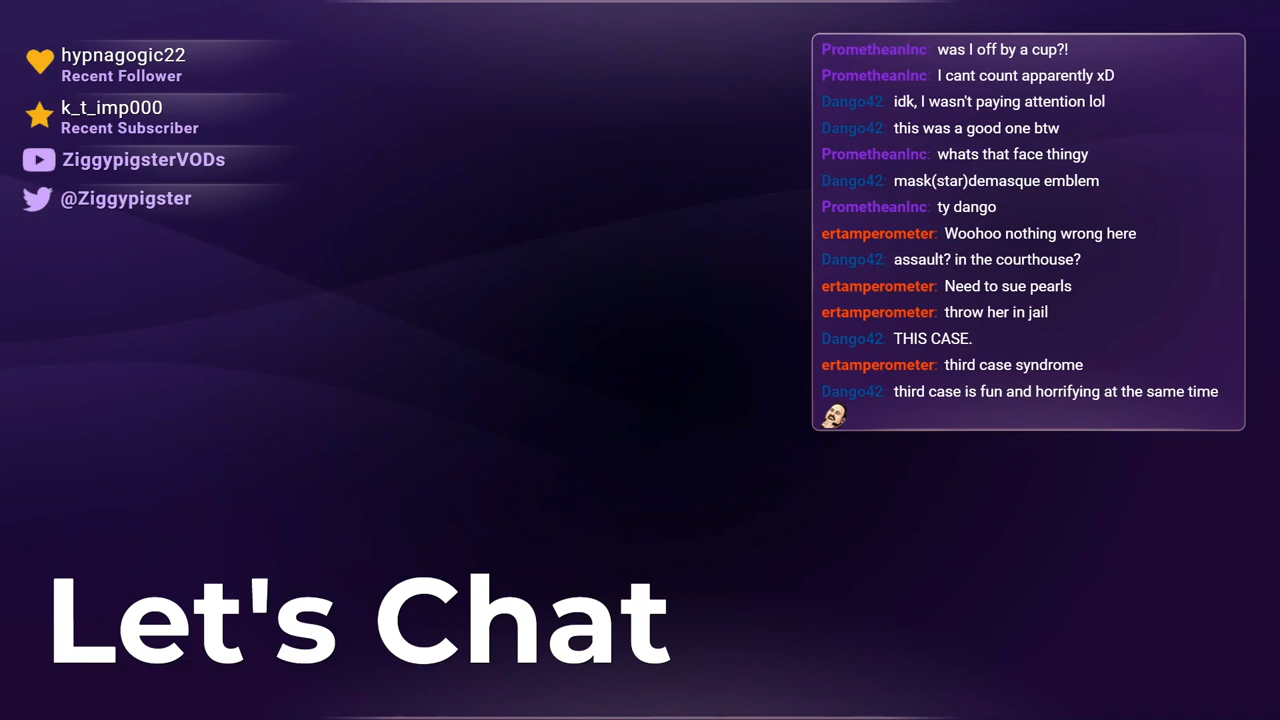 hypnagogic22
Recent Follower
k_t_imp000
Recent Subscriber
ZiggypigsterVODs
@Ziggypigster
PrometheanInc: was I off by a cup?!
PrometheanInc: I cant count apparently xD
Dango42: idk, I wasn't paying attention lol
Dango42: this was a good one btw
PrometheanInc: whats that face thingy
Dango42: mask(star)demasque emblem
PrometheanInc: ty dango
ertamperometer: Woohoo nothing wrong here
Dango42: assault? in the courthouse?
ertamperometer: Need to sue pearls
ertamperometer: throw her in jail
Dango42: THIS CASE.
ertamperometer: third case syndrome
Dango42: third case is fun and horrifying at the same time
Let's Chat